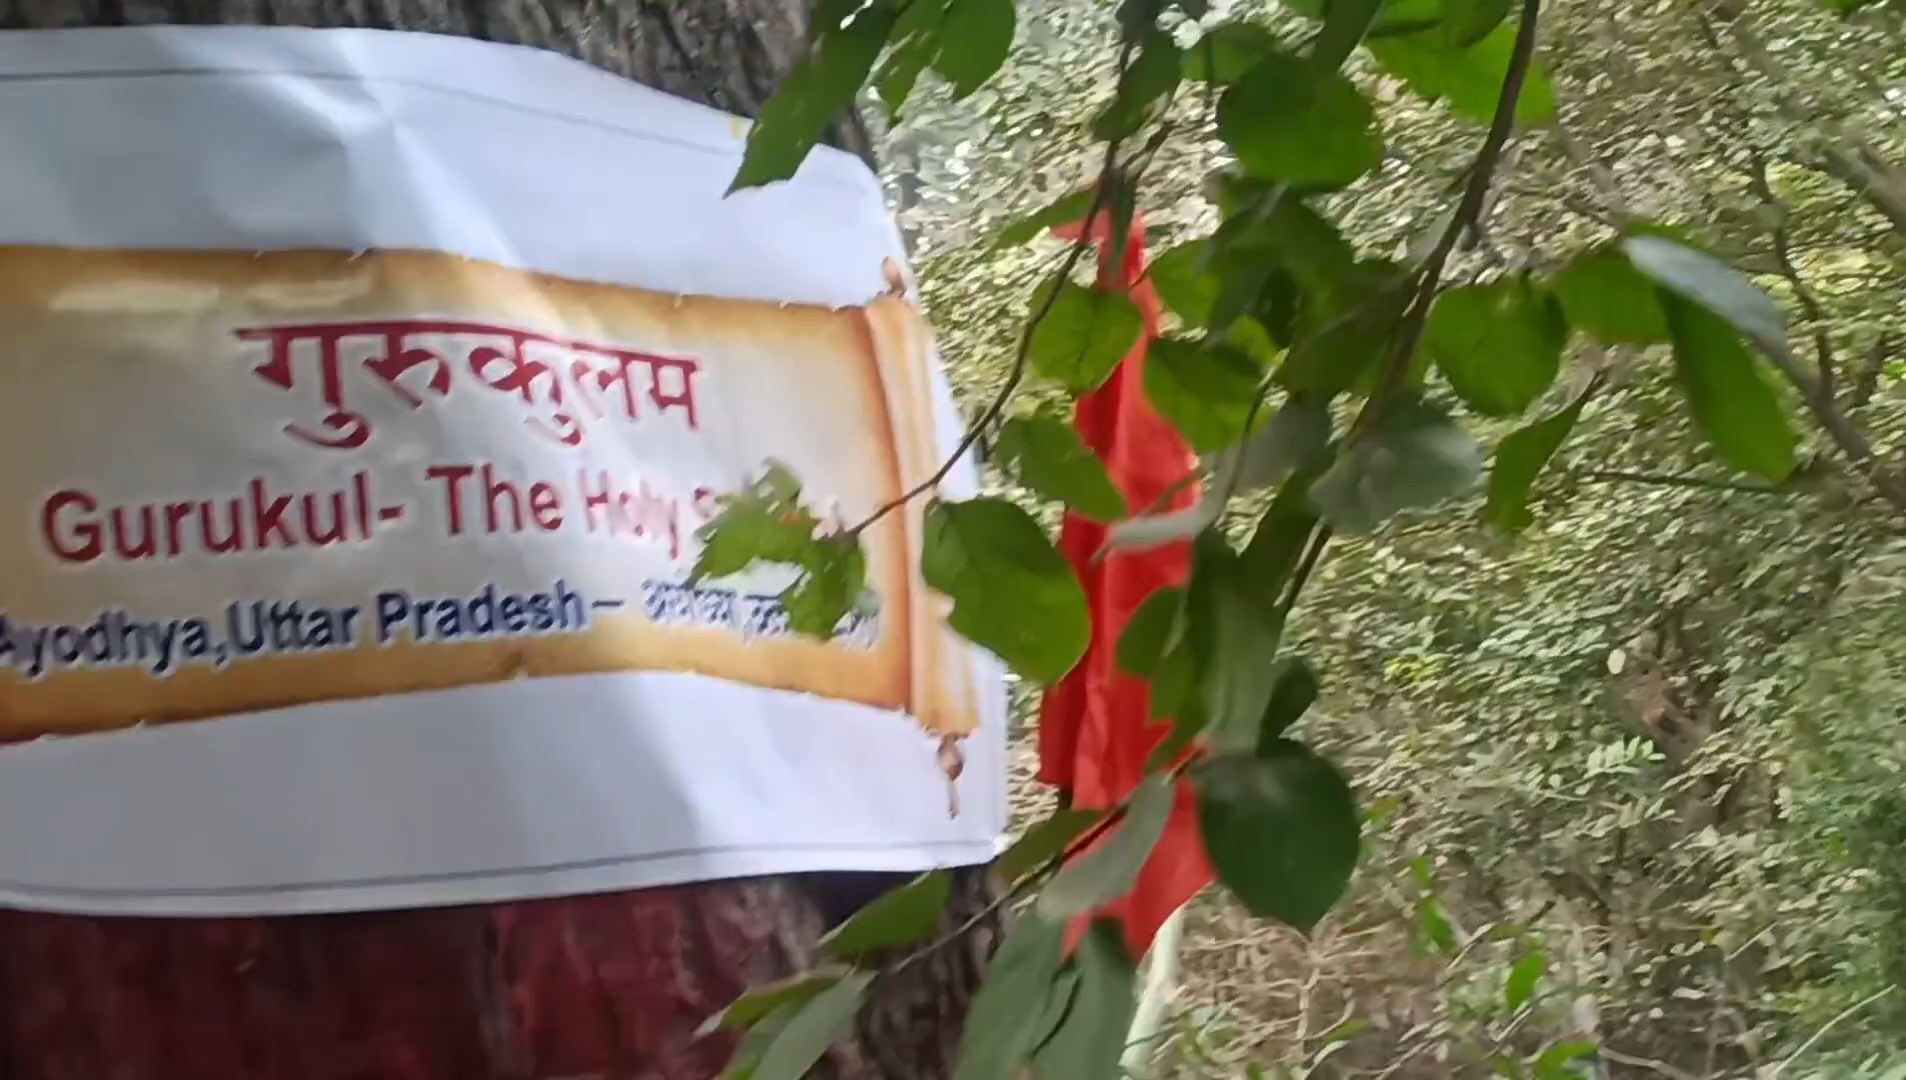 गुरुकुलम
Gurukul- The Holy
Ayodhya,Uttar Pradesh–